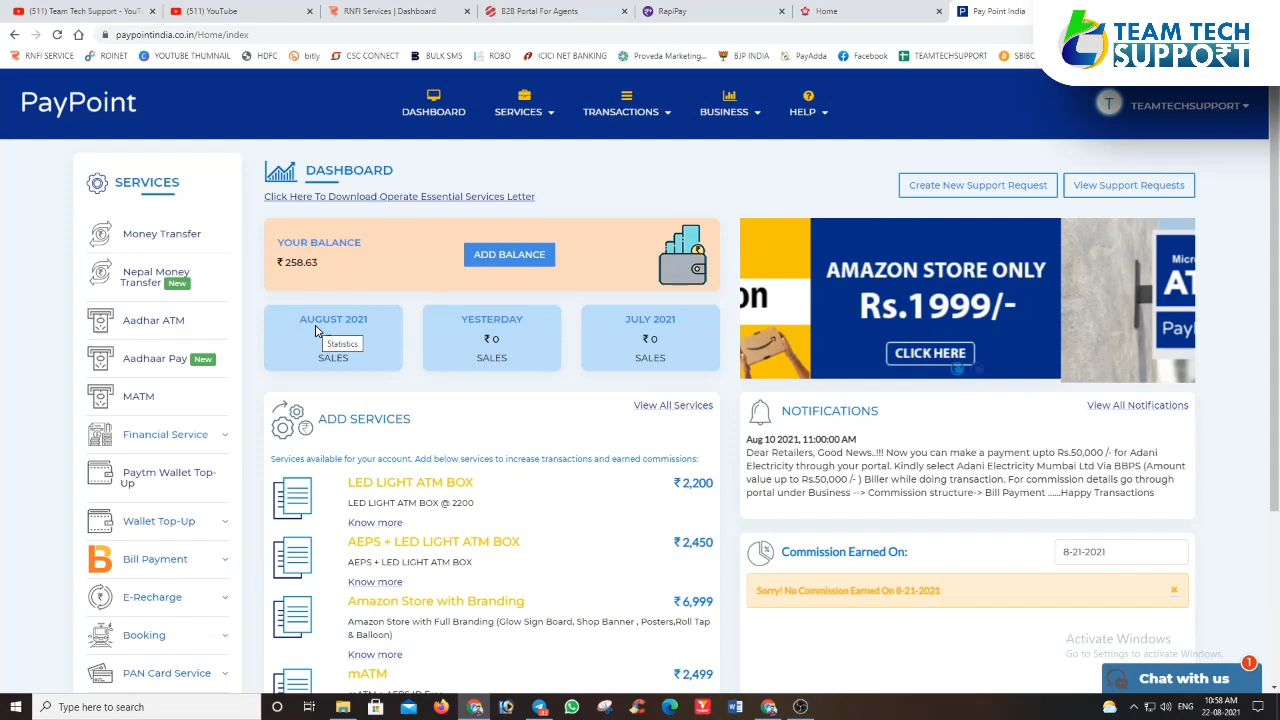 (511) Team Tech Support - YouT
(511) YouTube
RNFI Services | Dashboard
B2B Portal For Agents
RapiPay
Home
Pay Point India
TEAM TECH
SUPPORT
paypointindia.co.in/Home/index
RNFI SERVICE
ROINET
YOUTUBE THUMNAIL
HDFC
bitly
CSC CONNECT
BULK SMS
ROBO
ICICI NET BANKING
Proveda Marketing...
BJP INDIA
PayAdda
Facebook
TEAMTECHSUPPORT
SBIBC
PayPoint
DASHBOARD
SERVICES
TRANSACTIONS
BUSINESS
HELP
T
TEAMTECHSUPPORT
SERVICES
Money Transfer
Nepal Money
Transfer New
Aadhar ATM
Aadhaar Pay New
MATM
Financial Service
Paytm Wallet Top-
Up
Wallet Top-Up
Bill Payment
E-Recharge
Booking
PAN Card Service
DASHBOARD
Click Here To Download Operate Essential Services Letter
Create New Support Request
View Support Requests
YOUR BALANCE
₹ 258.63
ADD BALANCE
AUGUST 2021
Statistics
SALES
YESTERDAY
₹ 0
SALES
JULY 2021
₹ 0
SALES
on
AMAZON STORE ONLY
Rs.1999/-
CLICK HERE
Micr
AT
Payl
ADD SERVICES
View All Services
Services available for your account. Add below services to increase transactions and earned commissions:
LED LIGHT ATM BOX
₹ 2,200
LED LIGHT ATM BOX @ 2200
Know more
AEPS + LED LIGHT ATM BOX
₹ 2,450
AEPS + LED LIGHT ATM BOX
Know more
Amazon Store with Branding
₹ 6,999
Amazon Store with Full Branding (Glow Sign Board, Shop Banner , Posters,Roll Tap
& Balloon)
Know more
mATM
₹ 2,499
NOTIFICATIONS
View All Notifications
Aug 10 2021, 11:00:00 AM
Dear Retailers, Good News..!!! Now you can make a payment upto Rs.50,000 /- for Adani
Electricity through your portal. Kindly select Adani Electricity Mumbai Ltd Via BBPS (Amount
value up to Rs.50,000/- ) Biller while doing transaction. For commission details go through
portal under Business --> Commission structure-> Bill Payment ......Happy Transactions
Commission Earned On:
8-21-2021
Sorry! No Commission Earned On 8-21-2021
Activate Windows
Go to Settings to activate Windows.
Chat with us
1
Type here to search
10:58 AM
22-08-2021